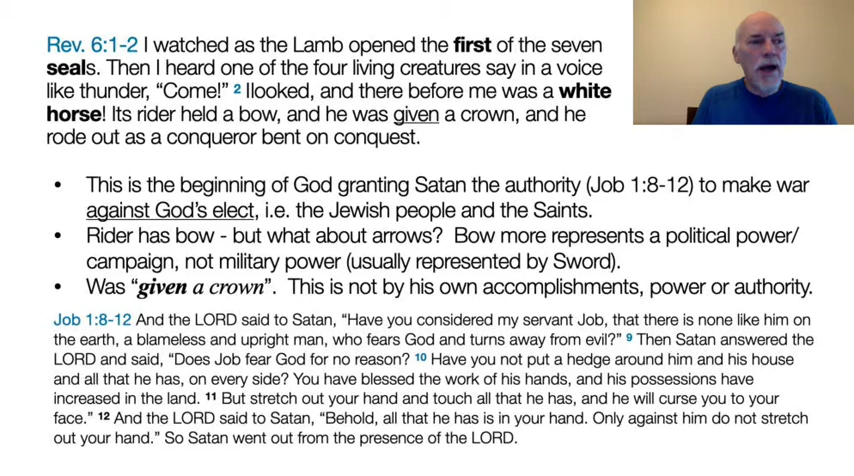 Rev. 6:1-2 I watched as the Lamb opened the first of the seven
seals. Then I heard one of the four living creatures say in a voice
like thunder, “Come!” 2 Ilooked, and there before me was a white
horse! Its rider held a bow, and he was given a crown, and he
rode out as a conqueror bent on conquest.
• This is the beginning of God granting Satan the authority (Job 1:8-12) to make war
against God’s elect, i.e. the Jewish people and the Saints.
• Rider has bow - but what about arrows? Bow more represents a political power/
campaign, not military power (usually represented by Sword).
• Was “given a crown”. This is not by his own accomplishments, power or authority.
Job 1:8-12 And the LORD said to Satan, “Have you considered my servant Job, that there is none like him on
the earth, a blameless and upright man, who fears God and turns away from evil?” 9 Then Satan answered the
LORD and said, “Does Job fear God for no reason? 10 Have you not put a hedge around him and his house
and all that he has, on every side? You have blessed the work of his hands, and his possessions have
increased in the land. 11 But stretch out your hand and touch all that he has, and he will curse you to your
face.” 12 And the LORD said to Satan, “Behold, all that he has is in your hand. Only against him do not stretch
out your hand.” So Satan went out from the presence of the LORD.